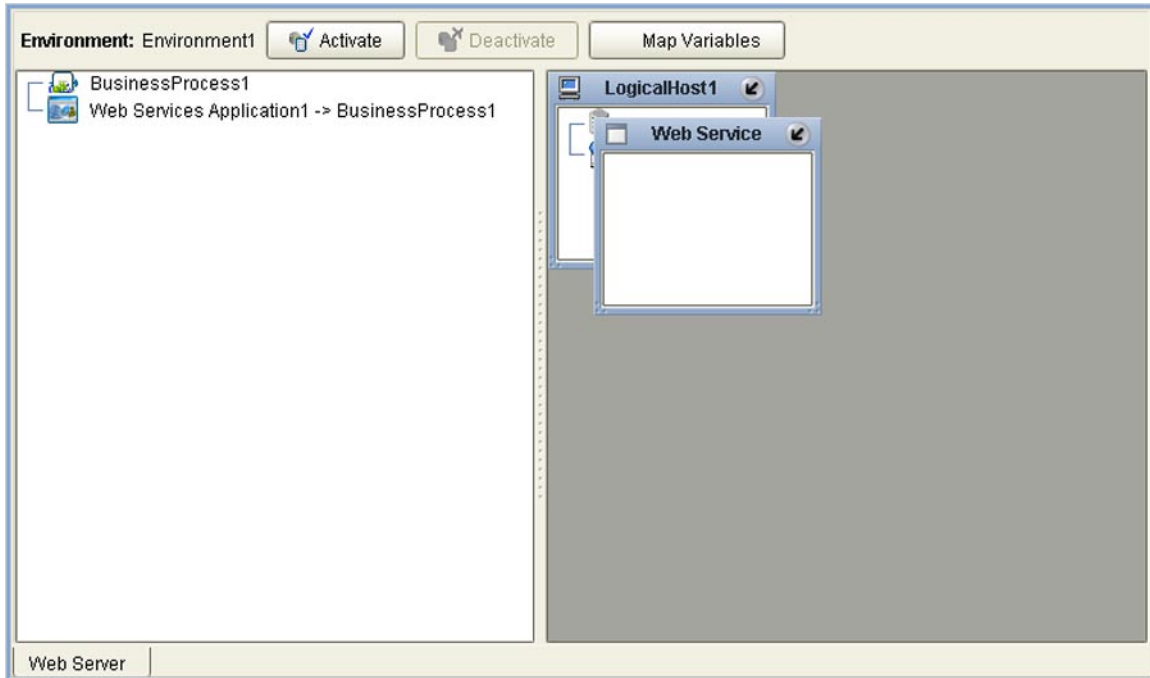 Environment: Environment1 Activate Deactivate Map Variables
BusinessProcess1
Web Services Application1 -> BusinessProcess1
LogicalHost1
Web Service
Web Server